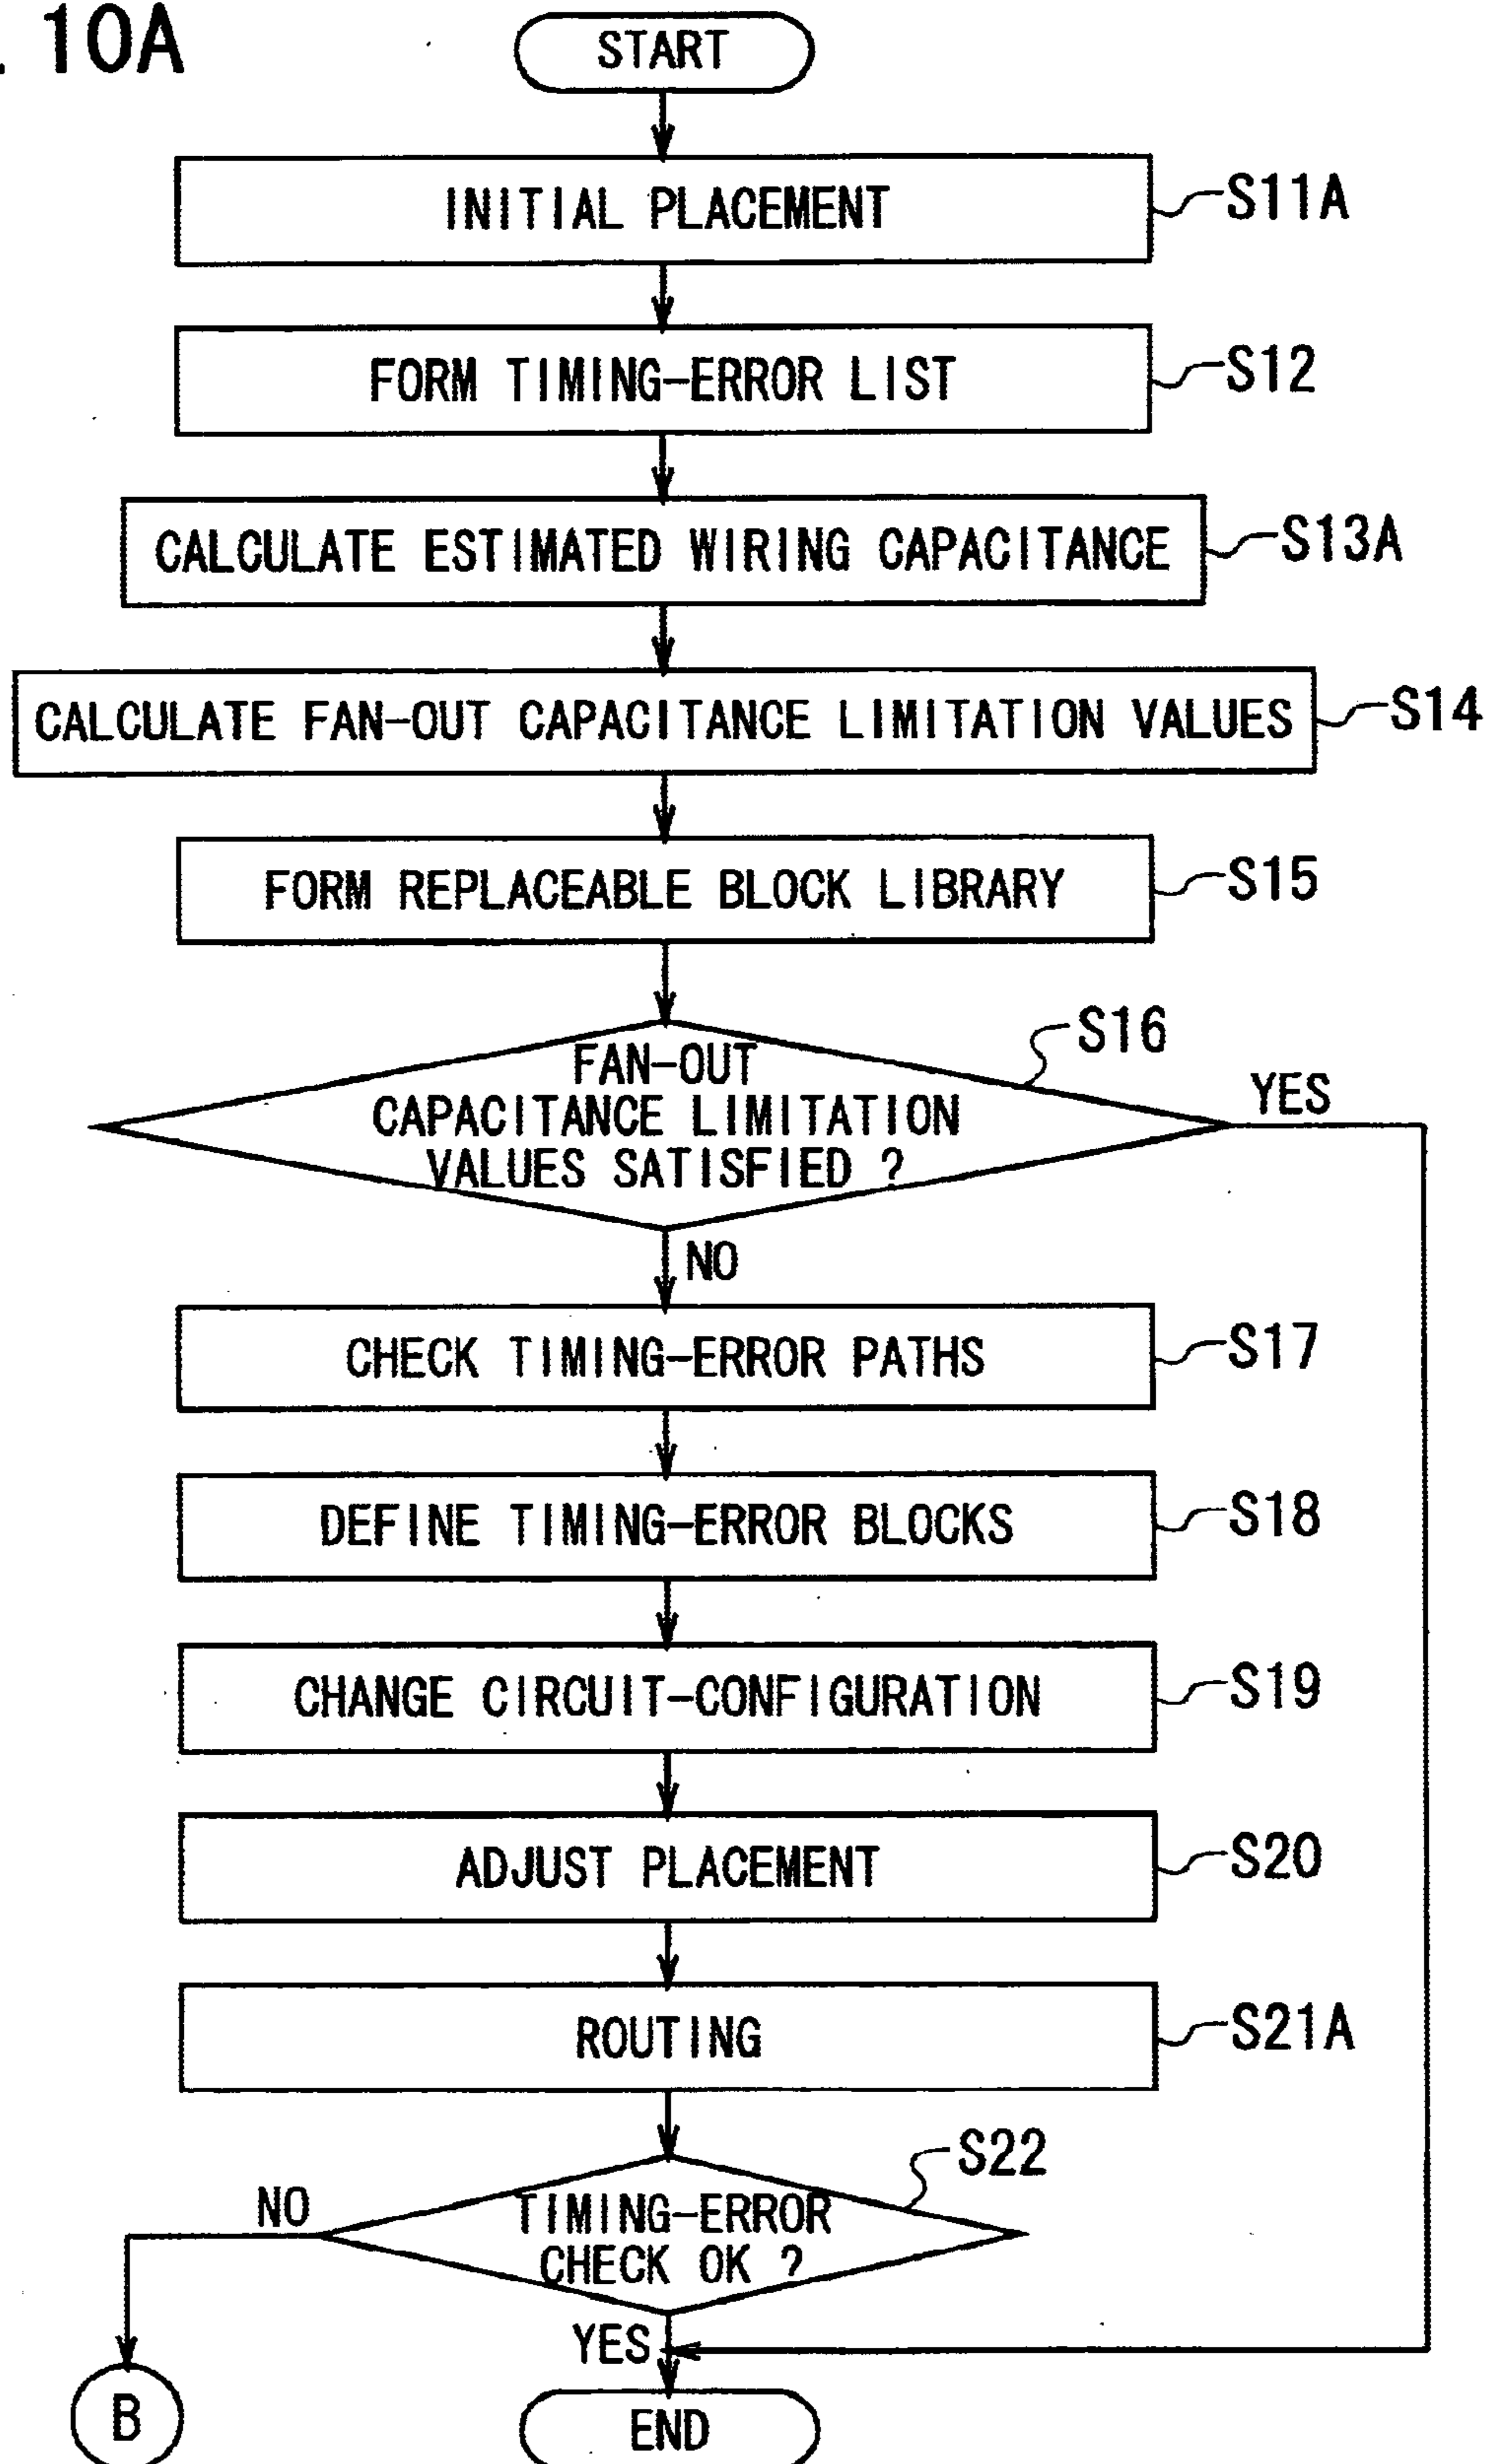 . 10A
START
INITIAL PLACEMENT
S11A
FORM TIMING-ERROR LIST
S12
CALCULATE ESTIMATED WIRING CAPACITANCE
S13A
CALCULATE FAN-OUT CAPACITANCE LIMITATION VALUES
S14
FORM REPLACEABLE BLOCK LIBRARY
S15
S16
FAN-OUT
CAPACITANCE LIMITATION
VALUES SATISFIED ?
YES
NO
CHECK TIMING-ERROR PATHS
S17
DEFINE TIMING-ERROR BLOCKS
S18
CHANGE CIRCUIT-CONFIGURATION
S19
ADJUST PLACEMENT
S20
ROUTING
S21A
S22
TIMING-ERROR
CHECK OK ?
NO
YES
B
END